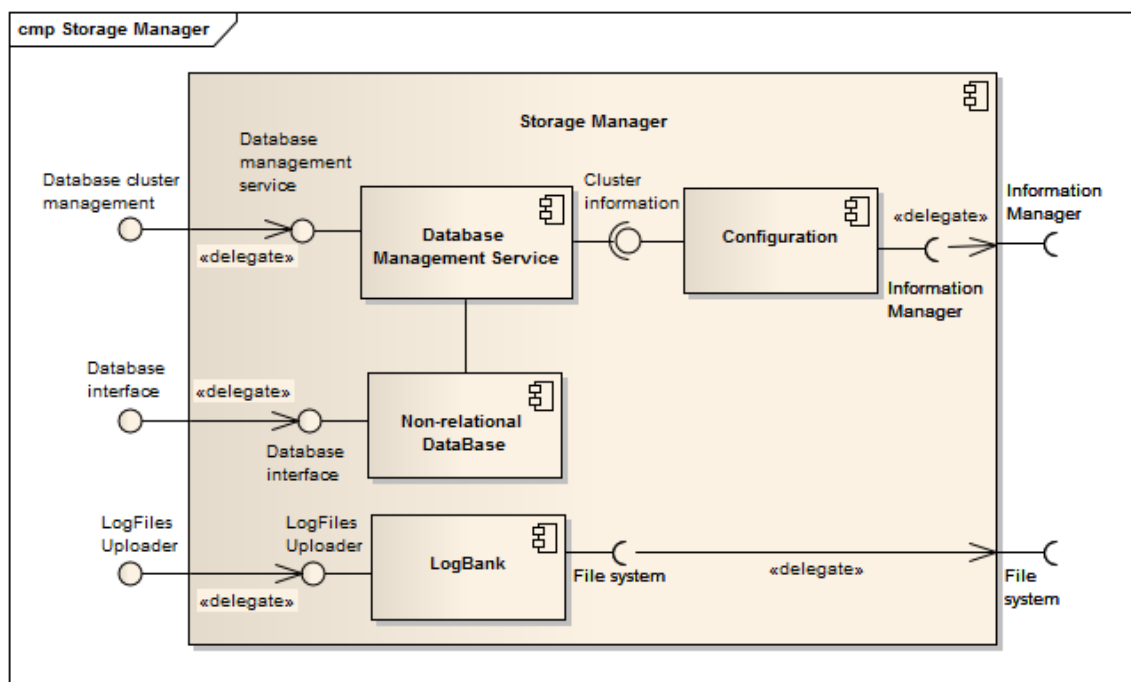 cmp Storage Manager
Storage Manager
Database cluster
management
«delegate»
Database
management
service
Database
Management Service
Cluster
information
Configuration
«delegate»
Information
Manager
Information
Manager
Database
interface
«delegate»
Database
interface
Non-relational
DataBase
LogFiles
Uploader
«delegate»
LogFiles
Uploader
LogBank
File system
«delegate»
File
system